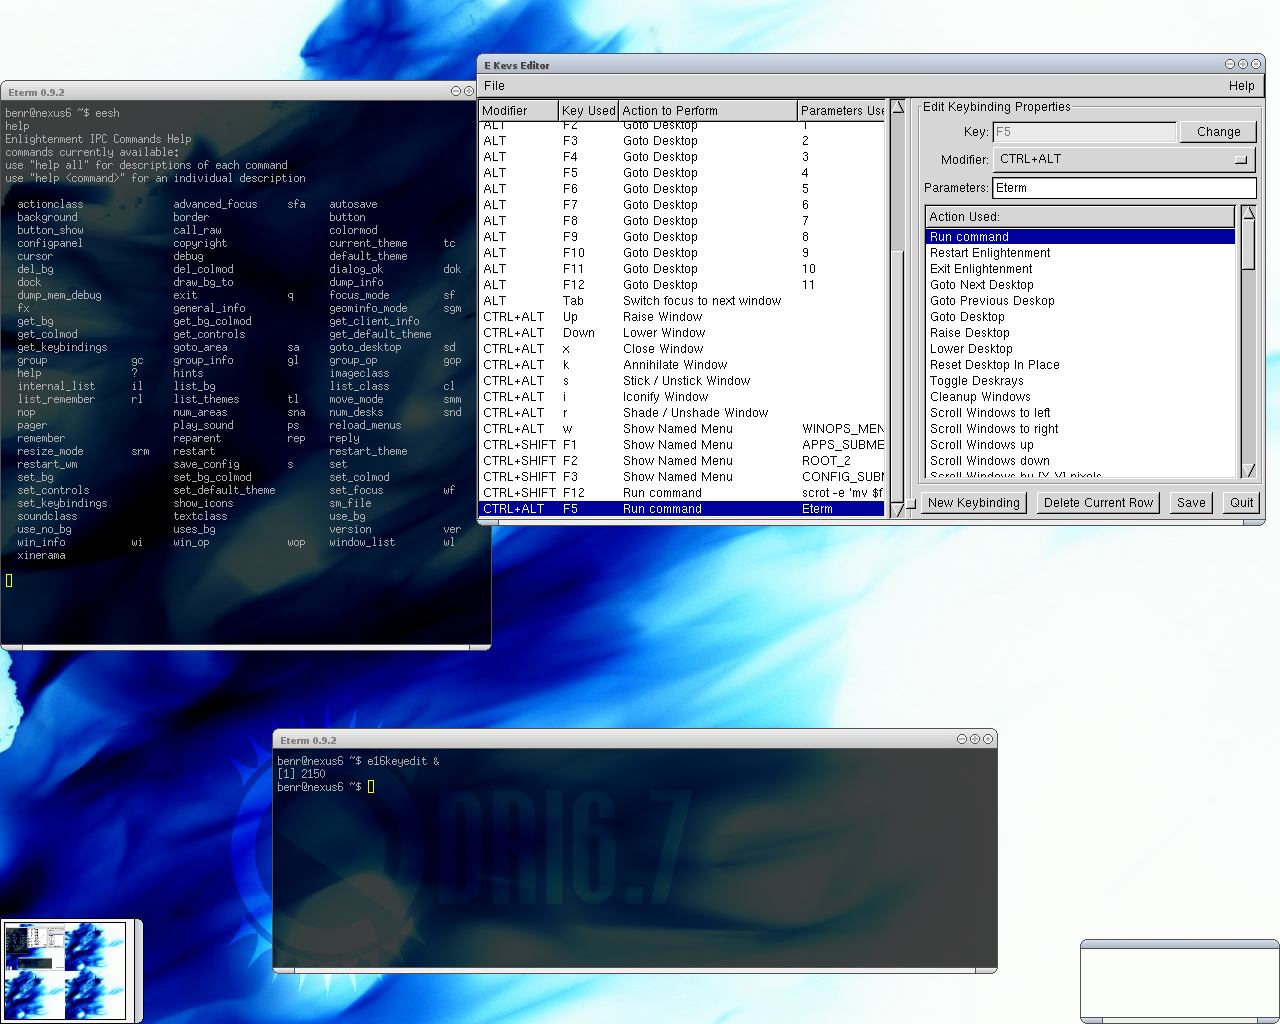 Eterm 0.9.2
benr@nexus6 ~$ eesh
help
Enlightenment IPC Commands Help
commands currently available:
use "help all" for descriptions of each command
use "help <command>" for an individual description
actionclass advanced_focus sfa autosave
background border button
button_show call_raw colormod
configpanel copyright current_theme tc
cursor debug default_theme
del_bg del_colmod dialog_ok dok
dock draw_bg_to dump_info
dump_mem_debug exit q focus_mode sf
fx general_info geominfo_mode sgm
get_bg get_bg_colmod get_client_info
get_colmod get_controls get_default_theme
get_keybindings goto_area sa goto_desktop sd
group gc group_info gl group_op gop
help ? hints imageclass
internal_list il list_bg list_class cl
list_remember rl list_themes tl move_mode smm
nop num_areas sna num_desks snd
pager play_sound ps reload_menus
remember reparent rep reply
resize_mode srm restart restart_theme
restart_wm save_config s set
set_bg set_bg_colmod set_colmod
set_controls set_default_theme set_focus wf
set_keybindings show_icons sm_file
soundclass textclass use_bg
use_no_bg uses_bg version ver
win_info wi win_op wop window_list wl
xinerama
E Keys Editor
File Help
Modifier Key Used Action to Perform Parameters Use
ALT F2 Goto Desktop 1
ALT F3 Goto Desktop 2
ALT F4 Goto Desktop 3
ALT F5 Goto Desktop 4
ALT F6 Goto Desktop 5
ALT F7 Goto Desktop 6
ALT F8 Goto Desktop 7
ALT F9 Goto Desktop 8
ALT F10 Goto Desktop 9
ALT F11 Goto Desktop 10
ALT F12 Goto Desktop 11
ALT Tab Switch focus to next window
CTRL+ALT Up Raise Window
CTRL+ALT Down Lower Window
CTRL+ALT x Close Window
CTRL+ALT k Annihilate Window
CTRL+ALT s Stick / Unstick Window
CTRL+ALT i Iconify Window
CTRL+ALT r Shade / Unshade Window
CTRL+ALT w Show Named Menu WINOPS_MEN
CTRL+SHIFT F1 Show Named Menu APPS_SUBME
CTRL+SHIFT F2 Show Named Menu ROOT_2
CTRL+SHIFT F3 Show Named Menu CONFIG_SUBN
CTRL+SHIFT F12 Run command scrot -e 'mv $f
CTRL+ALT F5 Run command Eterm
Edit Keybinding Properties
Key: F5 Change
Modifier: CTRL+ALT
Parameters: Eterm
Action Used:
Run command
Restart Enlightenment
Exit Enlightenment
Goto Next Desktop
Goto Previous Deskop
Goto Desktop
Raise Desktop
Lower Desktop
Reset Desktop In Place
Toggle Deskrays
Cleanup Windows
Scroll Windows to left
Scroll Windows to right
Scroll Windows up
Scroll Windows down
Scroll Windows by [X Y] pixels
New Keybinding Delete Current Row Save Quit
Eterm 0.9.2
benr@nexus6 ~$ e16keyedit &
[1] 2150
benr@nexus6 ~$
DR16.7